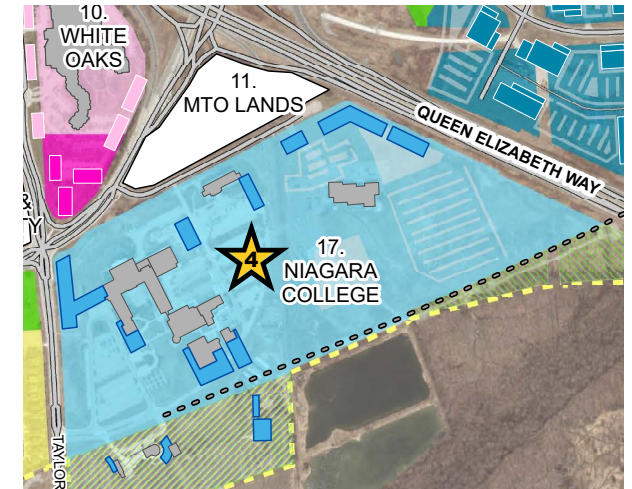 10.
WHITE
OAKS
11.
MTO LANDS
QUEEN ELIZABETH WAY
&
Y
4
17.
NIAGARA
COLLEGE
TAYLOR